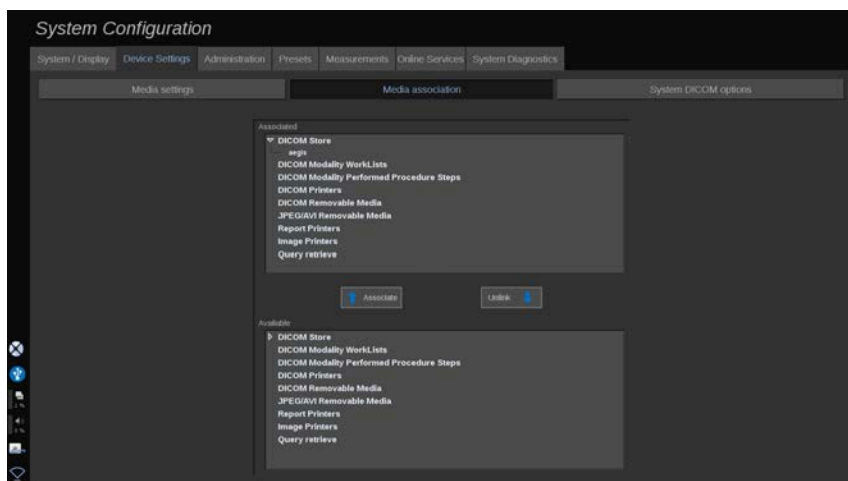 System Configuration
System / Display Device Settings Administration Presets Measurements Online Services System Diagnostics
Media settings Media association System DICOM options
Associated
DICOM Store
aegis
DICOM Modality WorkLists
DICOM Modality Performed Procedure Steps
DICOM Printers
DICOM Removable Media
JPEG/AVI Removable Media
Report Printers
Image Printers
Query retrieve
Associate Unlink
Available
DICOM Store
DICOM Modality WorkLists
DICOM Modality Performed Procedure Steps
DICOM Printers
DICOM Removable Media
JPEG/AVI Removable Media
Report Printers
Image Printers
Query retrieve